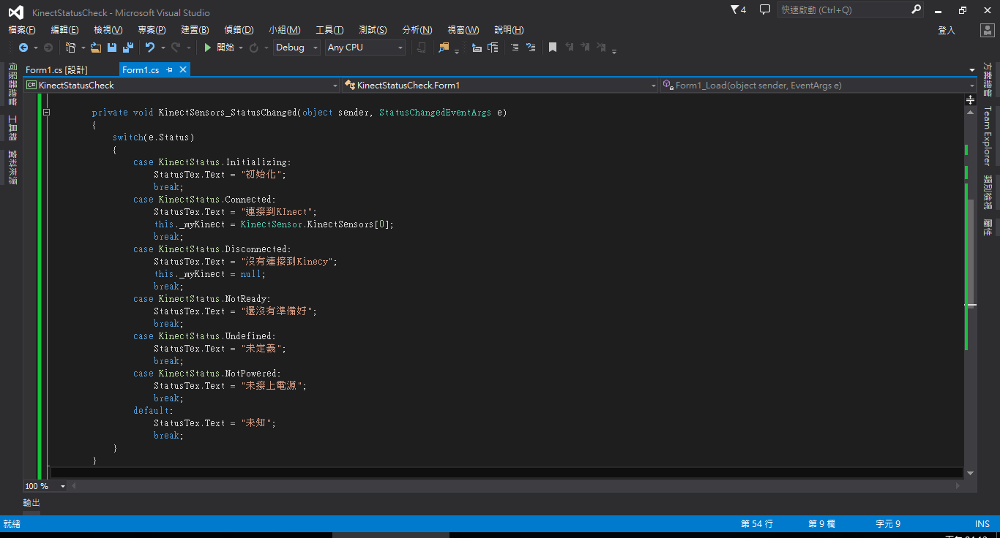 KinectStatusCheck - Microsoft Visual Studio
4
快速啟動 (Ctrl+Q)
檔案(F) 編輯(E) 檢視(V) 專案(P) 建置(B) 偵錯(D) 小組(M) 工具(T) 測試(S) 分析(N) 視窗(W) 說明(H)
登入
開始 Debug Any CPU
伺服器總管
工具箱
資料來源
Form1.cs [設計] Form1.cs
C# KinectStatusCheck KinectStatusCheck.Form1 Form1_Load(object sender, EventArgs e)
private void KinectSensors_StatusChanged(object sender, StatusChangedEventArgs e)
{
switch(e.Status)
{
case KinectStatus.Initializing:
StatusTex.Text = "初始化";
break;
case KinectStatus.Connected:
StatusTex.Text = "連接到KInect";
this._myKinect = KinectSensor.KinectSensors[0];
break;
case KinectStatus.Disconnected:
StatusTex.Text = "沒有連接到Kinecy";
this._myKinect = null;
break;
case KinectStatus.NotReady:
StatusTex.Text = "還沒有準備好";
break;
case KinectStatus.Undefined:
StatusTex.Text = "未定義";
break;
case KinectStatus.NotPowered:
StatusTex.Text = "未接上電源";
break;
default:
StatusTex.Text = "未知";
break;
}
}
方案總管
Team Explorer
類別檢視
屬性
100 %
輸出
就緒 第 54 行 第 9 欄 字元 9 INS